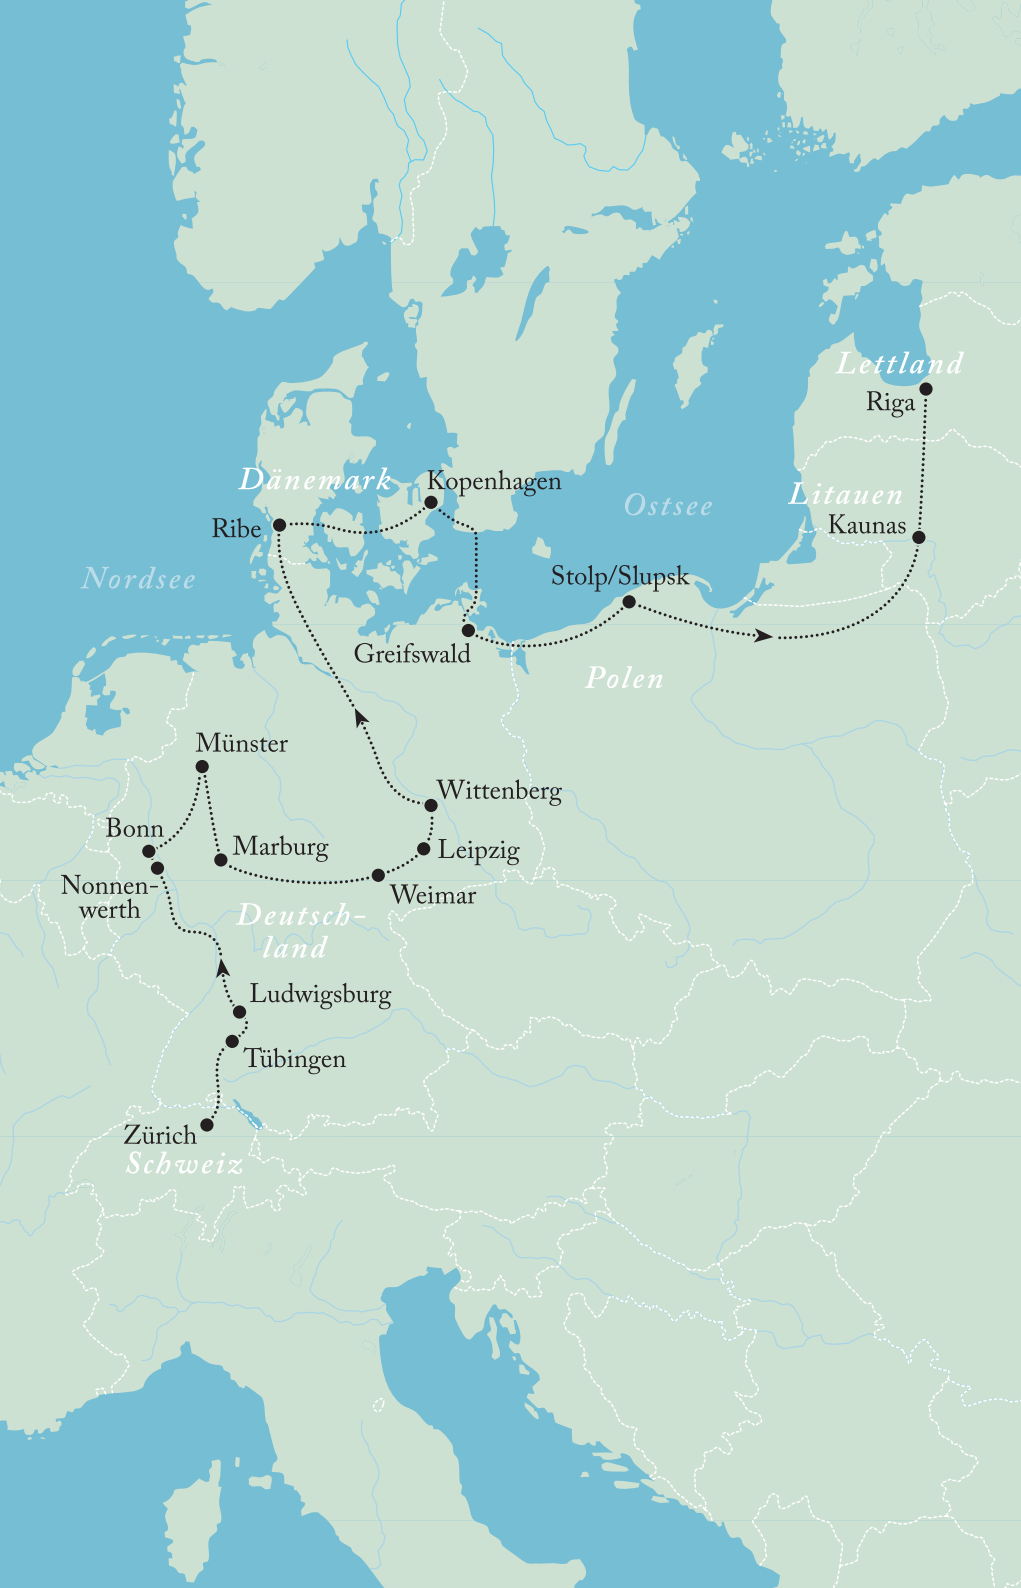 Lettland
Riga
Dänemark
Kopenhagen
Litauen
Ostsee
Ribe
Kaunas
Nordsee
Stolp/Slupsk
Greifswald
Polen
Münster
Wittenberg
Bonn
Marburg
Leipzig
Nonnen-
werth
Weimar
Deutsch-
land
Ludwigsburg
Tübingen
Zürich
Schweiz